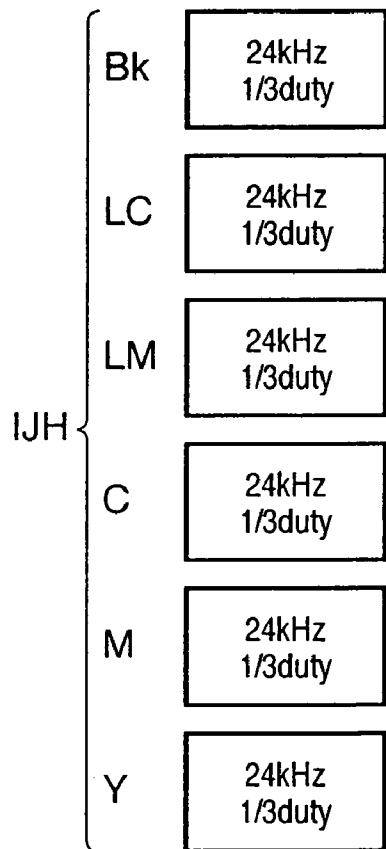 Bk
24kHz
1/3duty
LC
24kHz
1/3duty
LM
24kHz
1/3duty
IJH
C
24kHz
1/3duty
M
24kHz
1/3duty
Y
24kHz
1/3duty